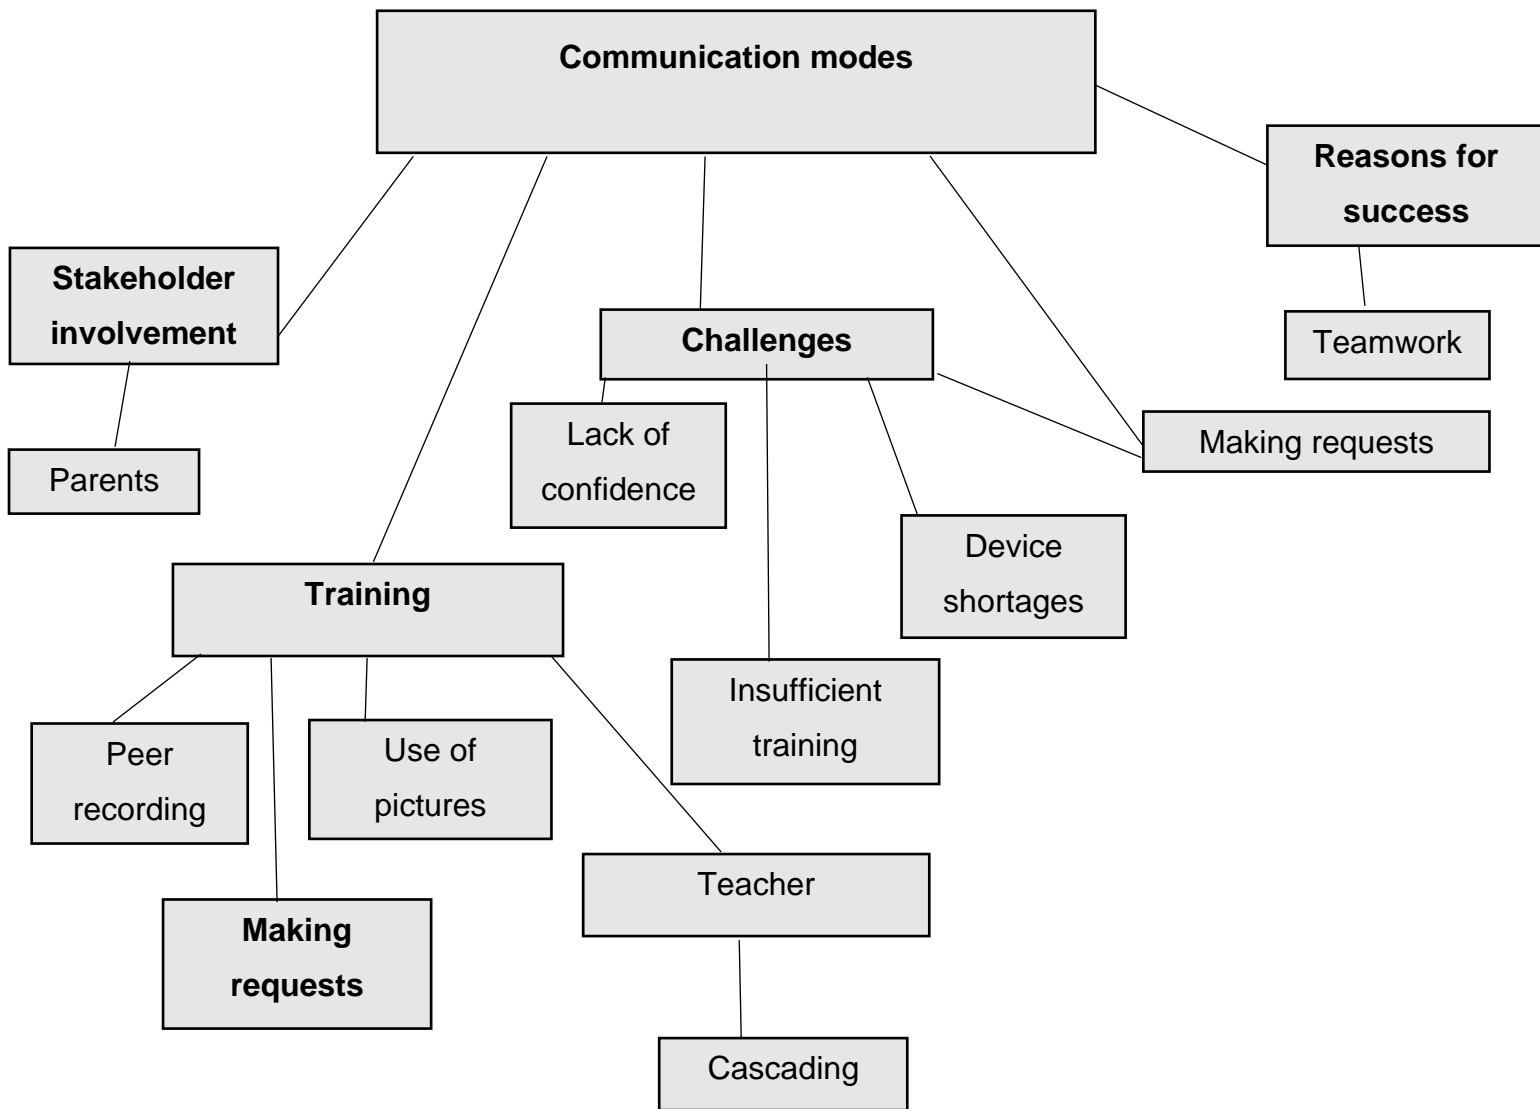 Communication modes
Reasons for
success
Stakeholder
involvement
Challenges
Teamwork
Making requests
Lack of
confidence
Parents
Device
shortages
Training
Insufficient
training
Peer
recording
Use of
pictures
Teacher
Making
requests
Cascading